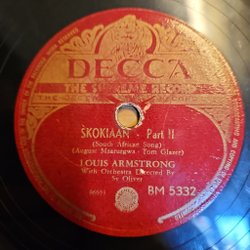 DECCA
THE SUPREME RECORD
SKOKIAAN - Part II
(South African Song)
(August Msarurgwa - Tom Glazer)
LOUIS ARMSTRONG
With Orchestra Directed By
Sy Oliver
BM 5332